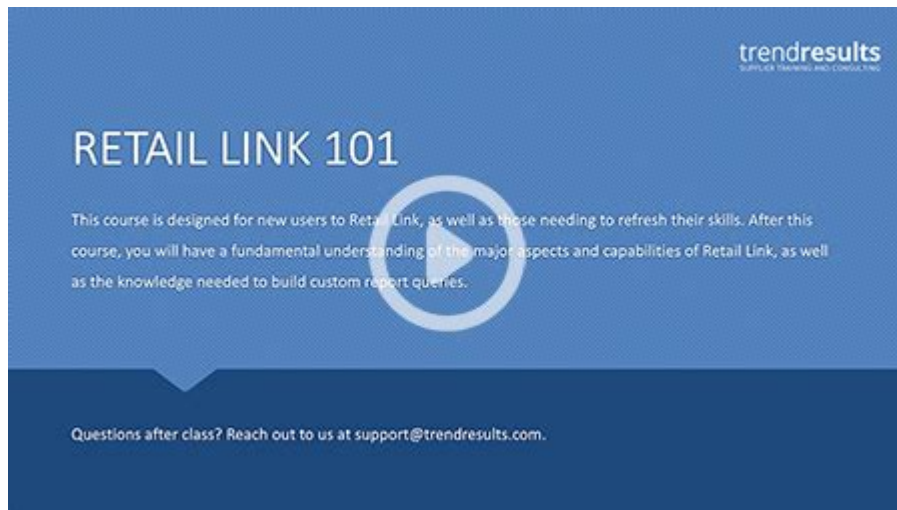 trendresults
SUPPLIER TRAINING AND CONSULTING
RETAIL LINK 101
This course is designed for new users to Retail Link, as well as those needing to refresh their skills. After this
course, you will have a fundamental understanding of the major aspects and capabilities of Retail Link, as well
as the knowledge needed to build custom report queries.
Questions after class? Reach out to us at support@trendresults.com.